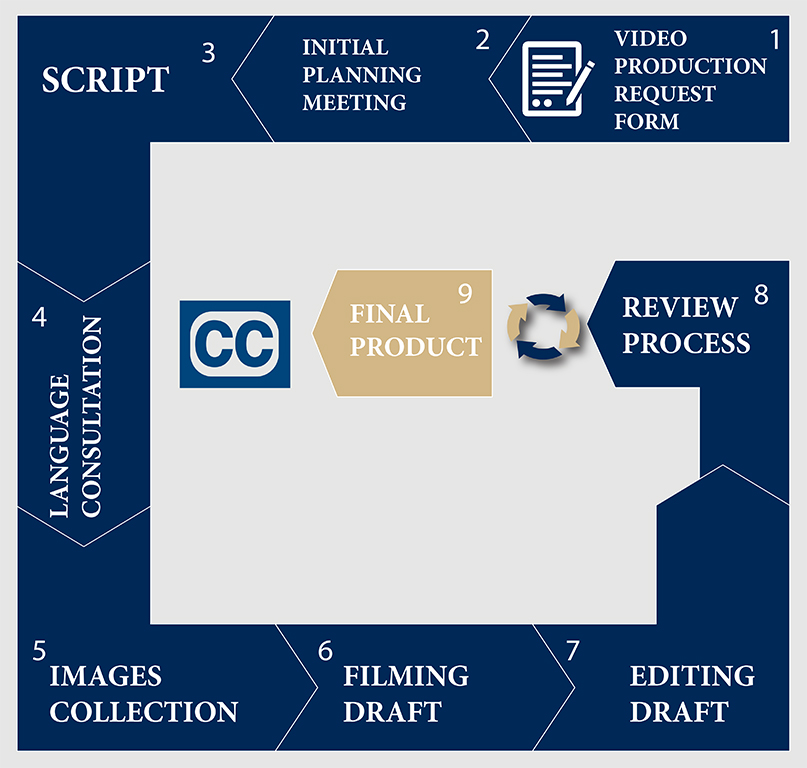 1
VIDEO
PRODUCTION
REQUEST
FORM
2
INITIAL
PLANNING
MEETING
3
SCRIPT
4
LANGUAGE
CONSULTATION
5
IMAGES
COLLECTION
6
FILMING
DRAFT
7
EDITING
DRAFT
8
REVIEW
PROCESS
9
FINAL
PRODUCT
CC